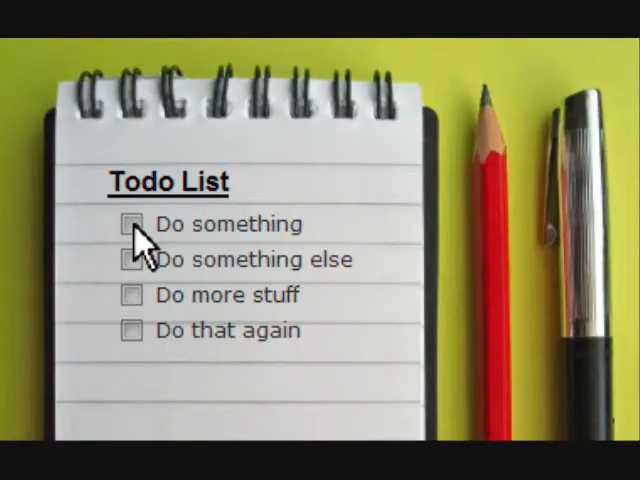 Todo List
Do something
Do something else
Do more stuff
Do that again